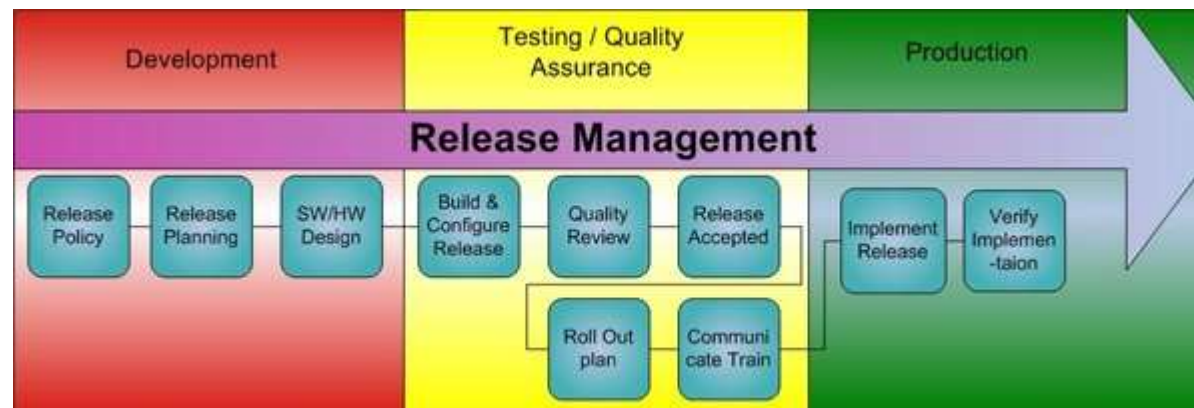 Development
Testing / Quality
Assurance
Production
Release Management
Release
Policy
Release
Planning
SW/HW
Design
Build &
Configure
Release
Quality
Review
Release
Accepted
Implement
Release
Verify
Implemen
-taion
Roll Out
plan
Communi
cate Train